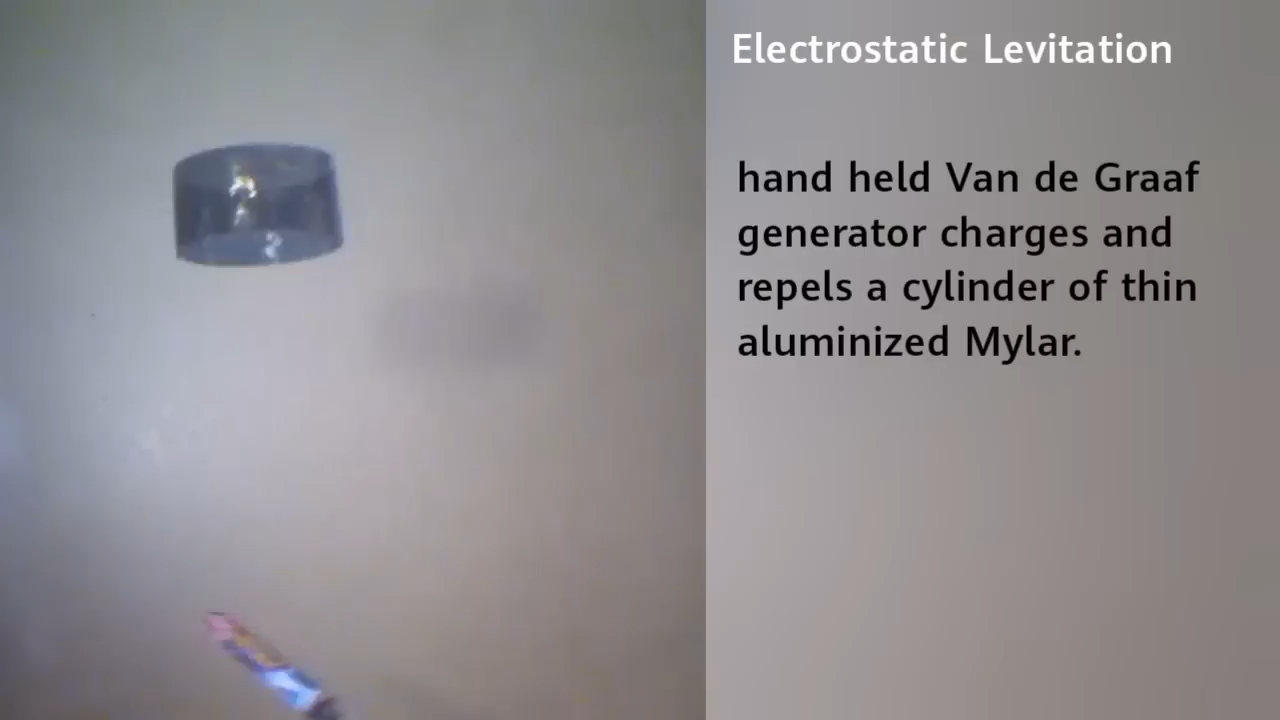 Electrostatic Levitation
hand held Van de Graaf
generator charges and
repels a cylinder of thin
aluminized Mylar.